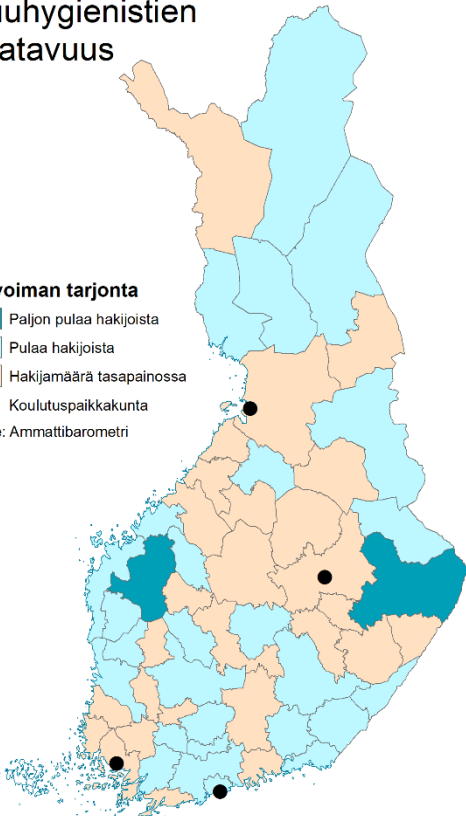 uhygienistien
atavuus
voiman tarjonta
Paljon pulaa hakijoista
Pulaa hakijoista
Hakijamäärä tasapainossa
Koulutuspaikkakunta
e: Ammattibarometri